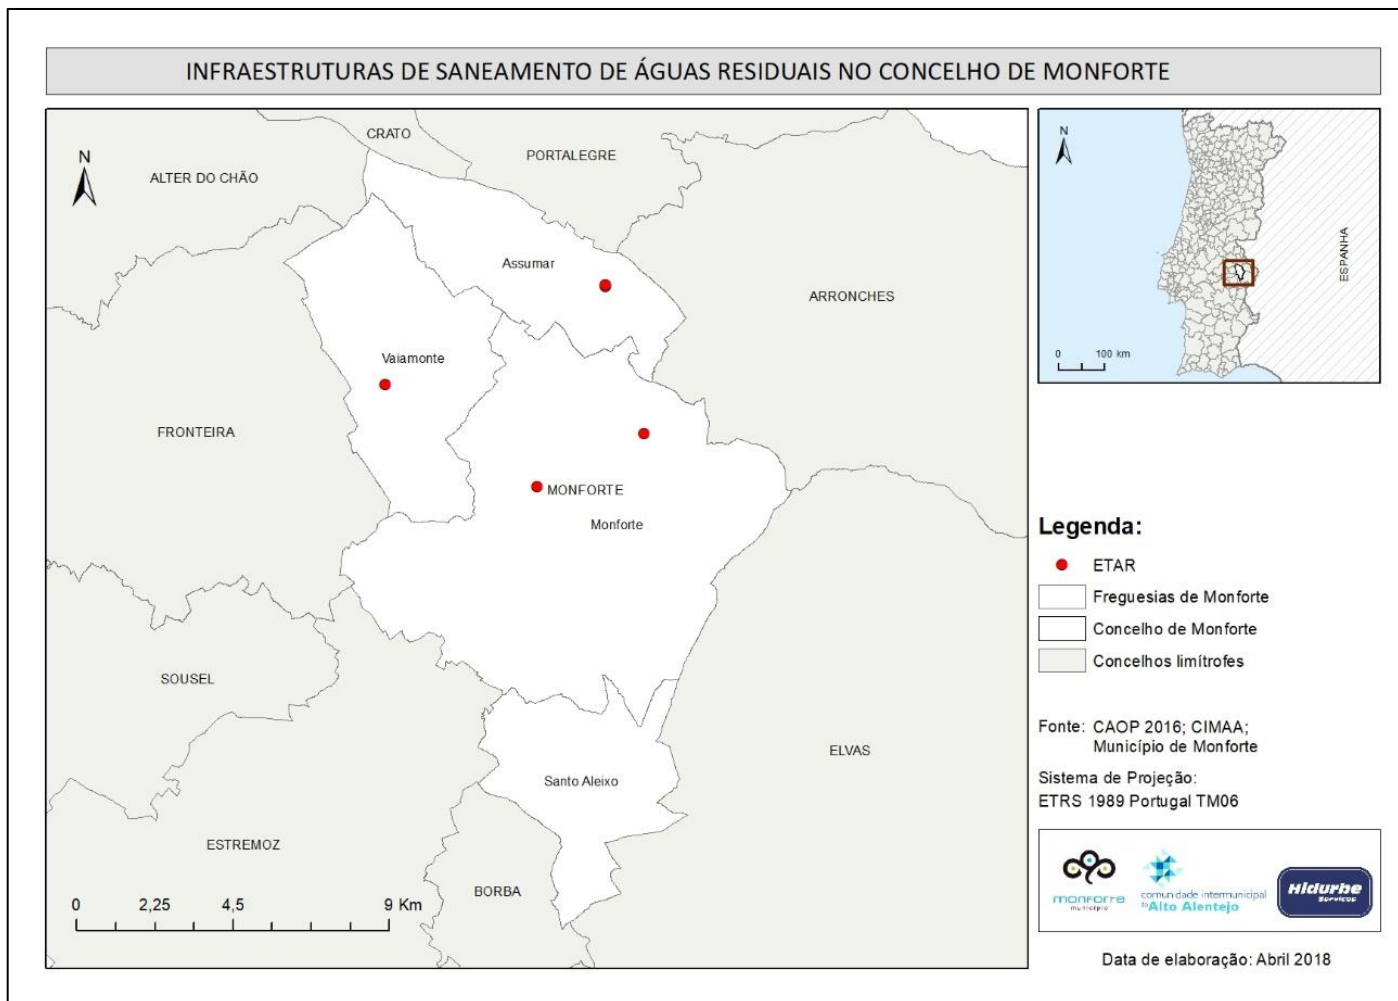 INFRAESTRUTURAS DE SANEAMENTO DE ÁGUAS RESIDUAIS NO CONCELHO DE MONFORTE
CRATO
PORTALEGRE
N
ALTER DO CHÃO
Assumar
ARRONCHES
Vaiamonte
FRONTEIRA
MONFORTE
Monforte
SOUSEL
ELVAS
Santo Aleixo
ESTREMOZ
BORBA
0 2,25 4,5 9 Km
N
ESPANHA
0 100 km
Legenda:
ETAR
Freguesias de Monforte
Concelho de Monforte
Concelhos limítrofes
Fonte: CAOP 2016; CIMAA;
Município de Monforte
Sistema de Projeção:
ETRS 1989 Portugal TM06
monforte
município
comunidade intermunicipal
do Alto Alentejo
Hidurbe
Serviços
Data de elaboração: Abril 2018